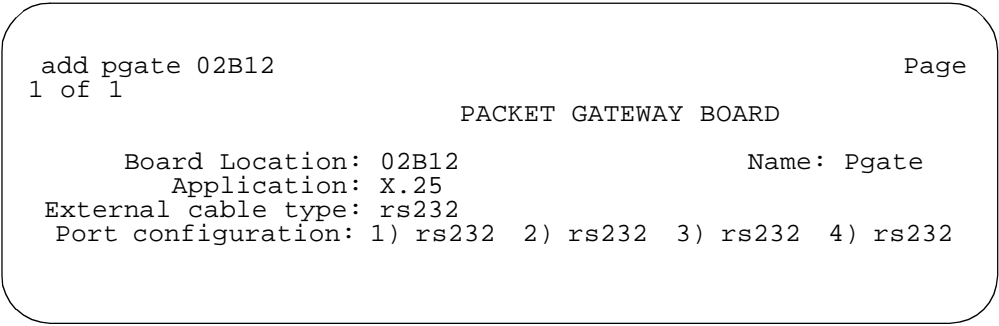 add pgate 02B12 Page
1 of 1
PACKET GATEWAY BOARD
Board Location: 02B12 Name: Pgate
Application: X.25
External cable type: rs232
Port configuration: 1) rs232 2) rs232 3) rs232 4) rs232